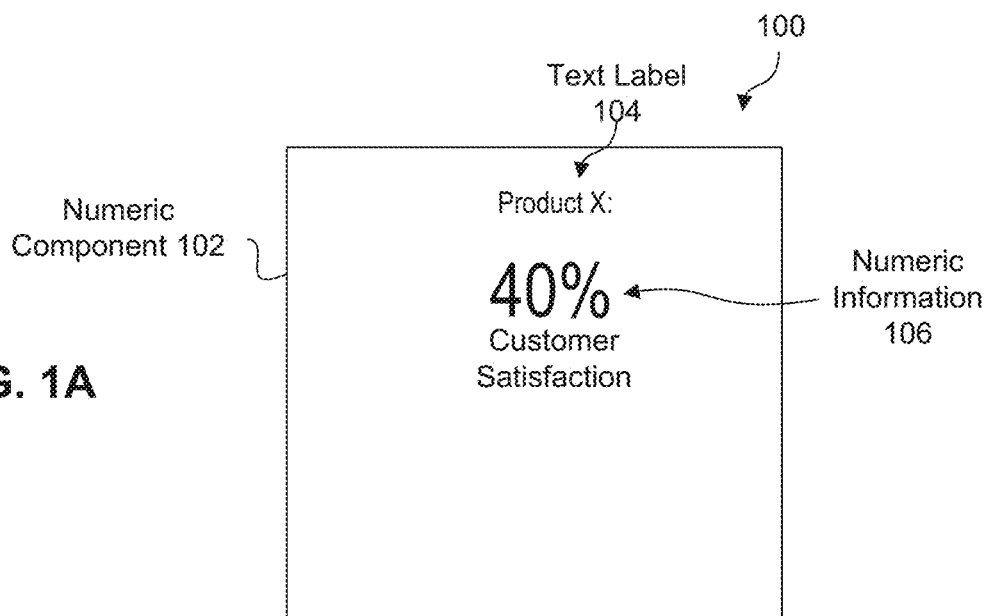 100
Text Label
104
Product X:
Numeric
Component 102
40%
Customer
Satisfaction
Numeric
Information
106
G. 1A